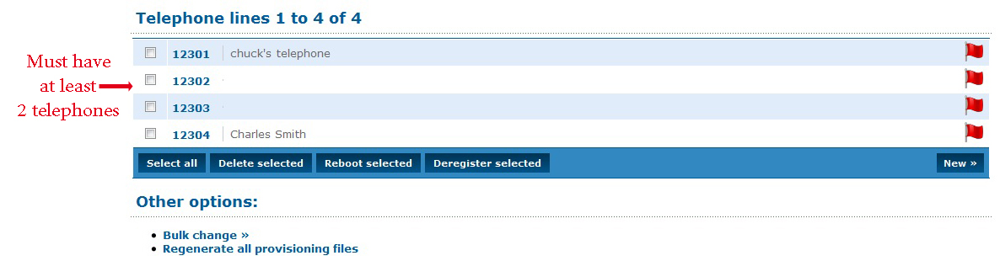 Telephone lines 1 to 4 of 4
Must have
at least
2 telephones
12301 chuck's telephone
12302
12303
12304 Charles Smith
Select all Delete selected Reboot selected Deregister selected New »
Other options:
• Bulk change »
• Regenerate all provisioning files